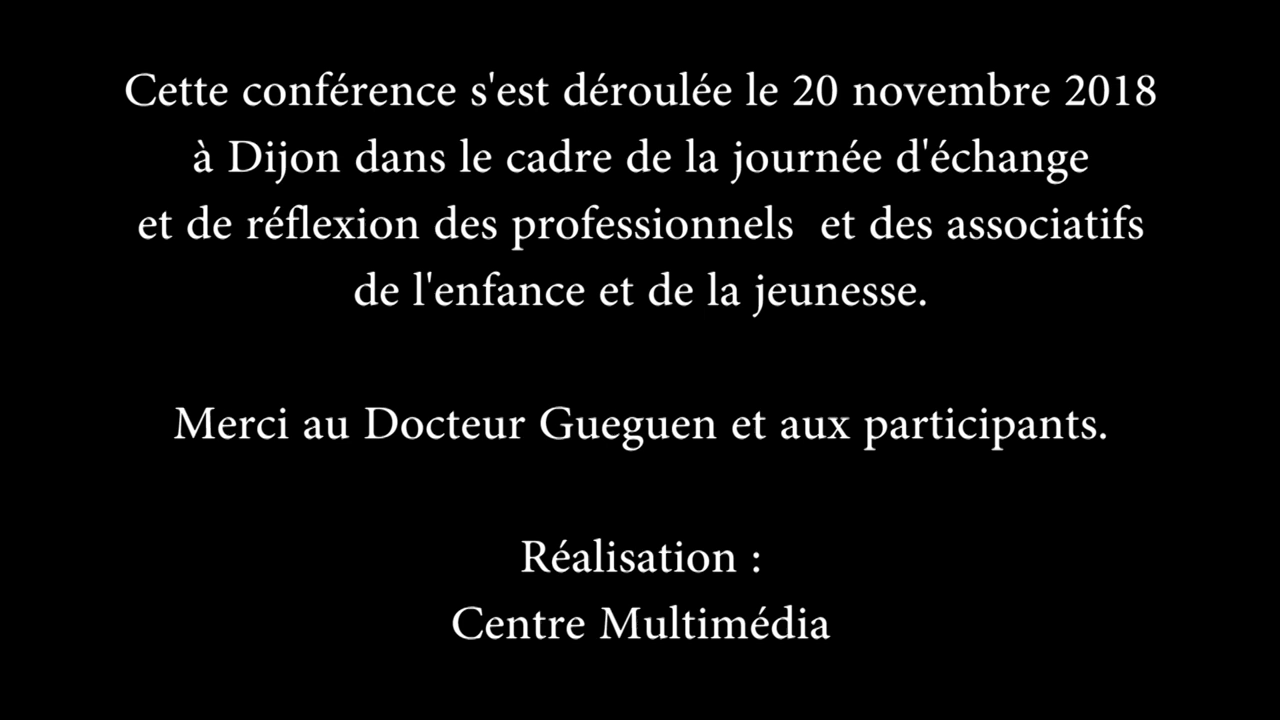 Cette conférence s'est déroulée le 20 novembre 2018
à Dijon dans le cadre de la journée d'échange
et de réflexion des professionnels  et des associatifs
de l'enfance et de la jeunesse.
Merci au Docteur Gueguen et aux participants.
Réalisation :
Centre Multimédia